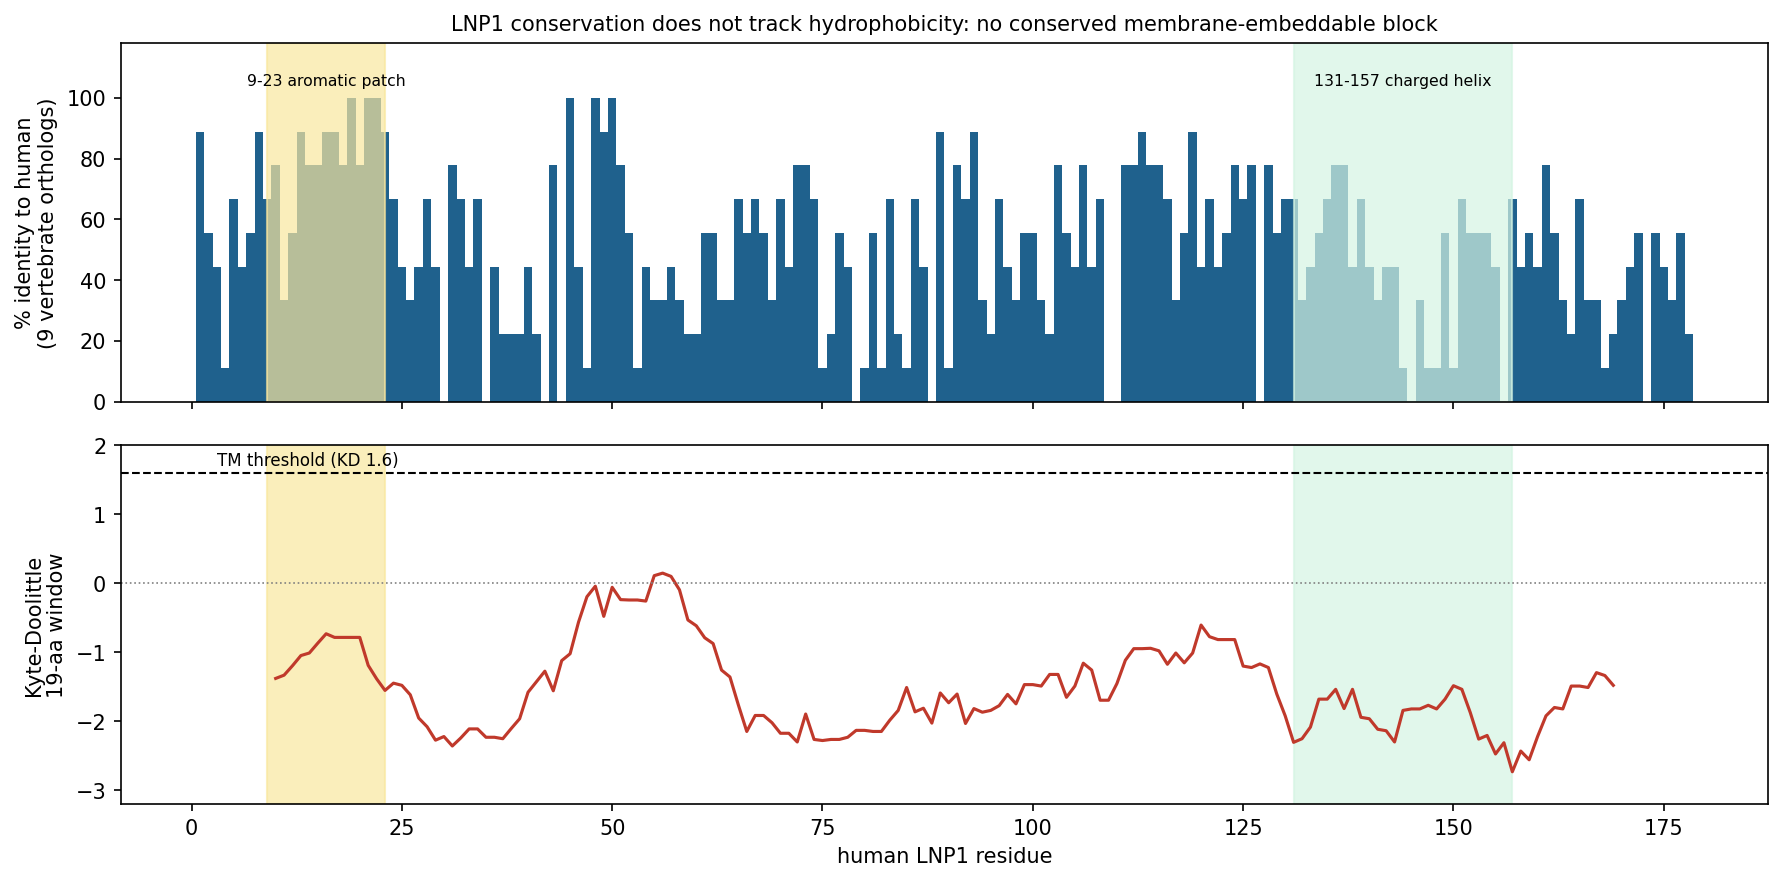 LNP1 conservation does not track hydrophobicity: no conserved membrane-embeddable block
% identity to human
(9 vertebrate orthologs)
100
80
60
40
20
0
9-23 aromatic patch
131-157 charged helix
Kyte-Doolittle
19-aa window
2
1
0
−1
−2
−3
TM threshold (KD 1.6)
0
25
50
75
100
125
150
175
human LNP1 residue